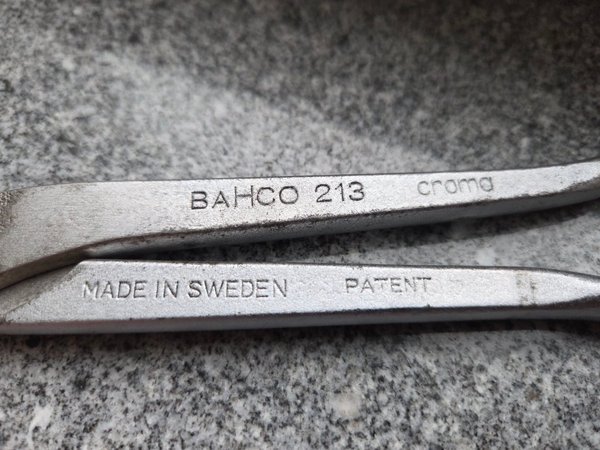 BAHCO 213 croma
MADE IN SWEDEN PATENT